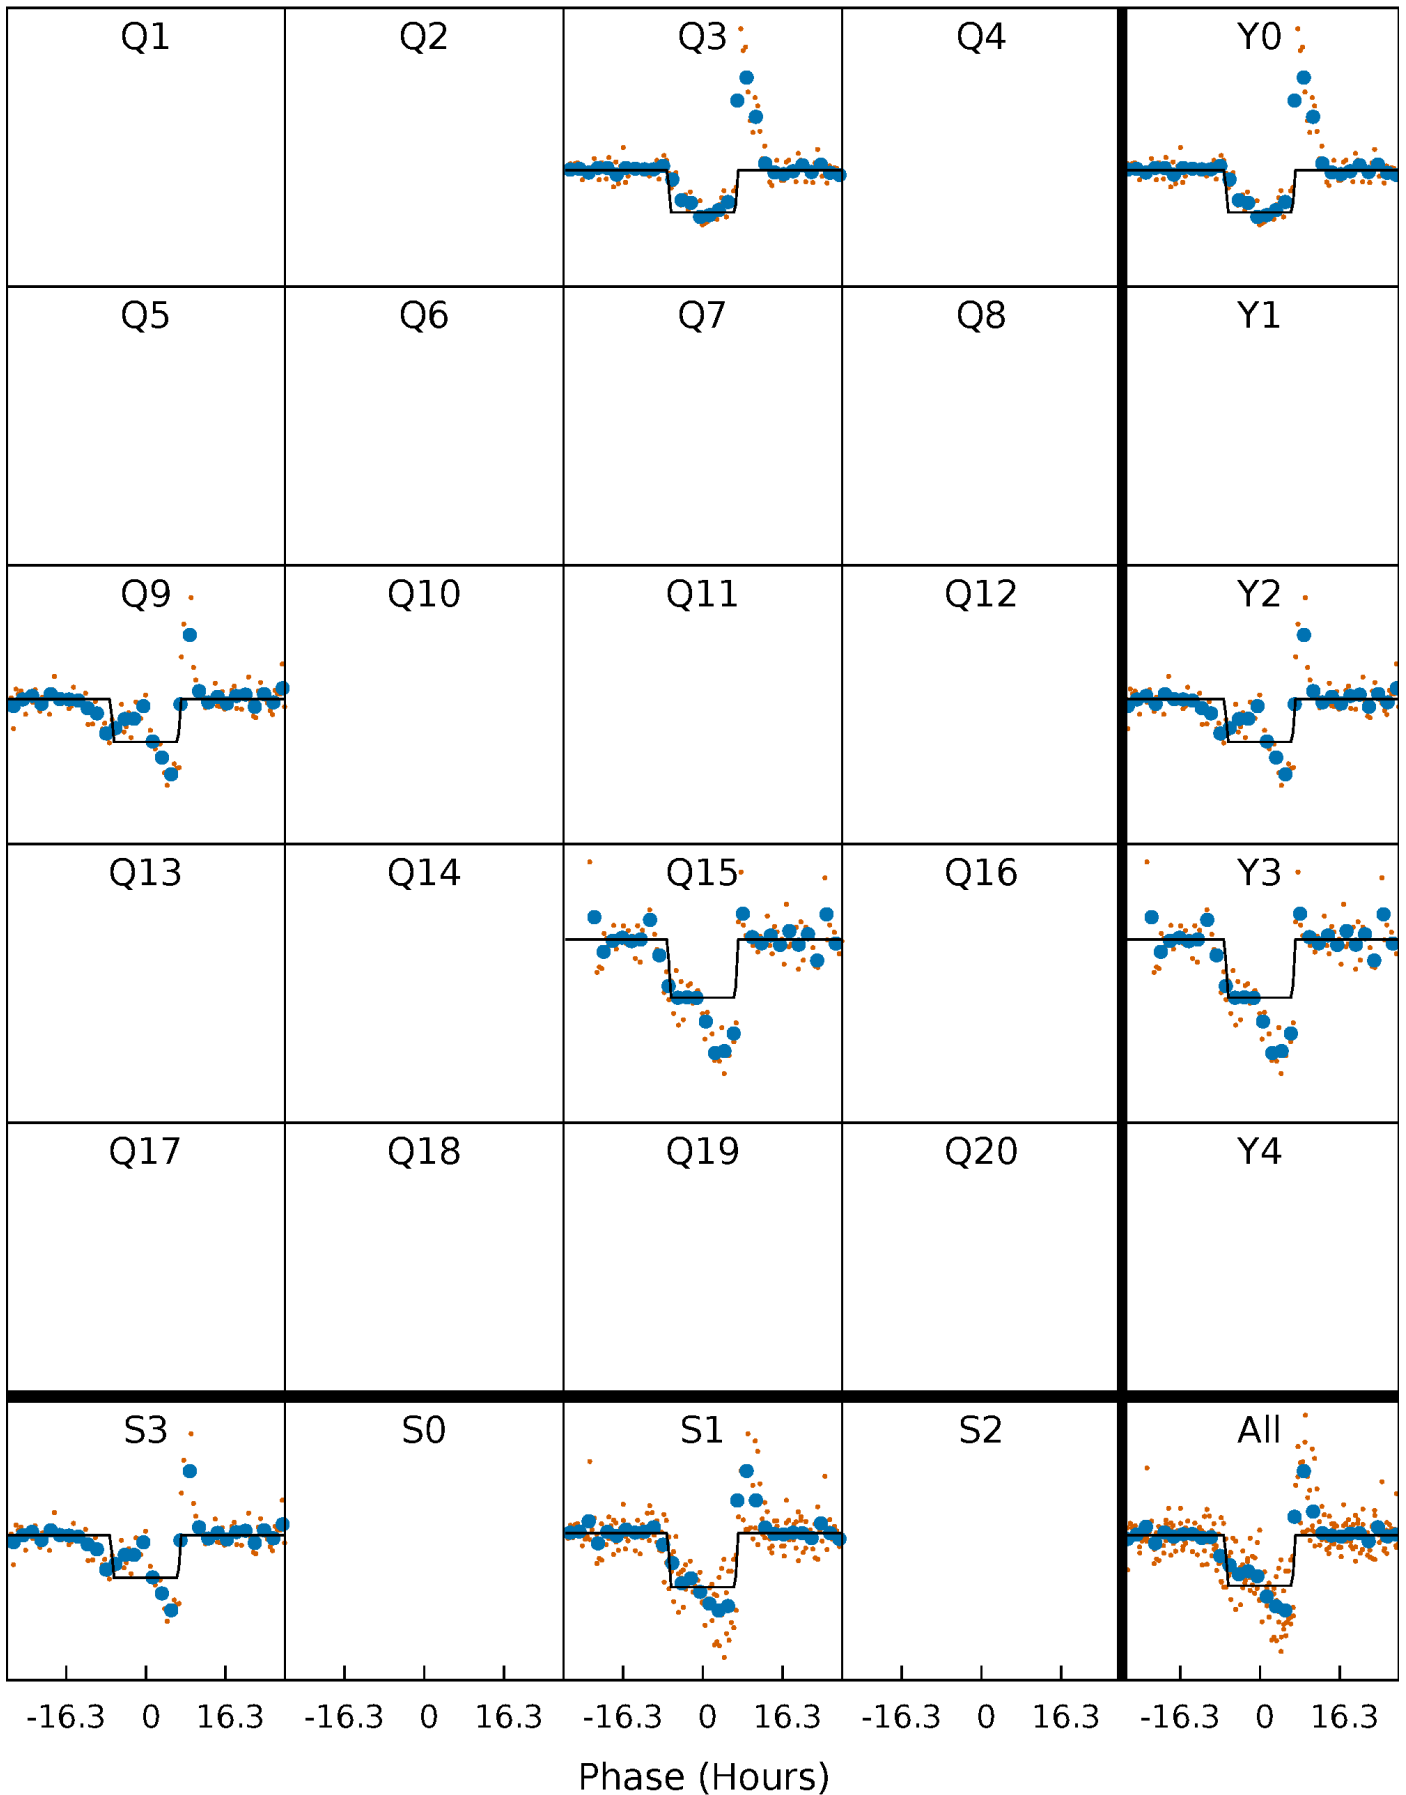 Q1 Q2 Q3 Q4 Y0
Q5 Q6 Q7 Q8 Y1
Q9 Q10 Q11 Q12 Y2
Q13 Q14 Q15 Q16 Y3
Q17 Q18 Q19 Q20 Y4
S3 S0 S1 S2 All
-16.3 0 16.3 -16.3 0 16.3 -16.3 0 16.3 -16.3 0 16.3 -16.3 0 16.3
Phase (Hours)